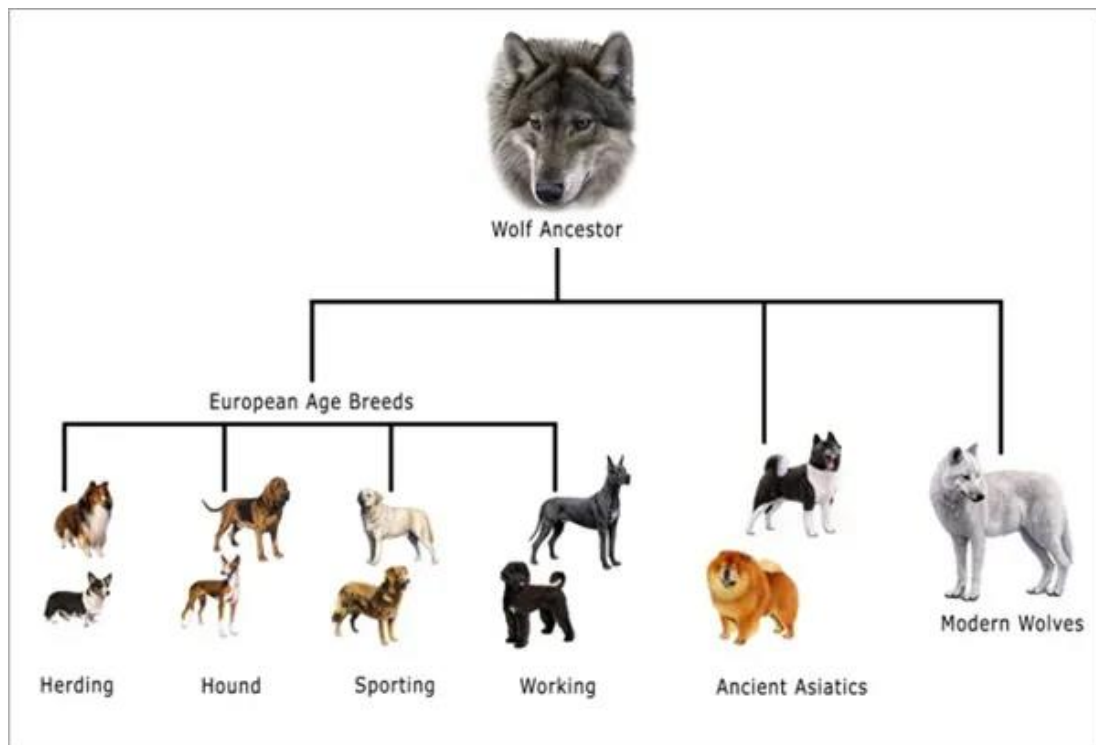 Wolf Ancestor
European Age Breeds
Modern Wolves
Herding
Hound
Sporting
Working
Ancient Asiatics